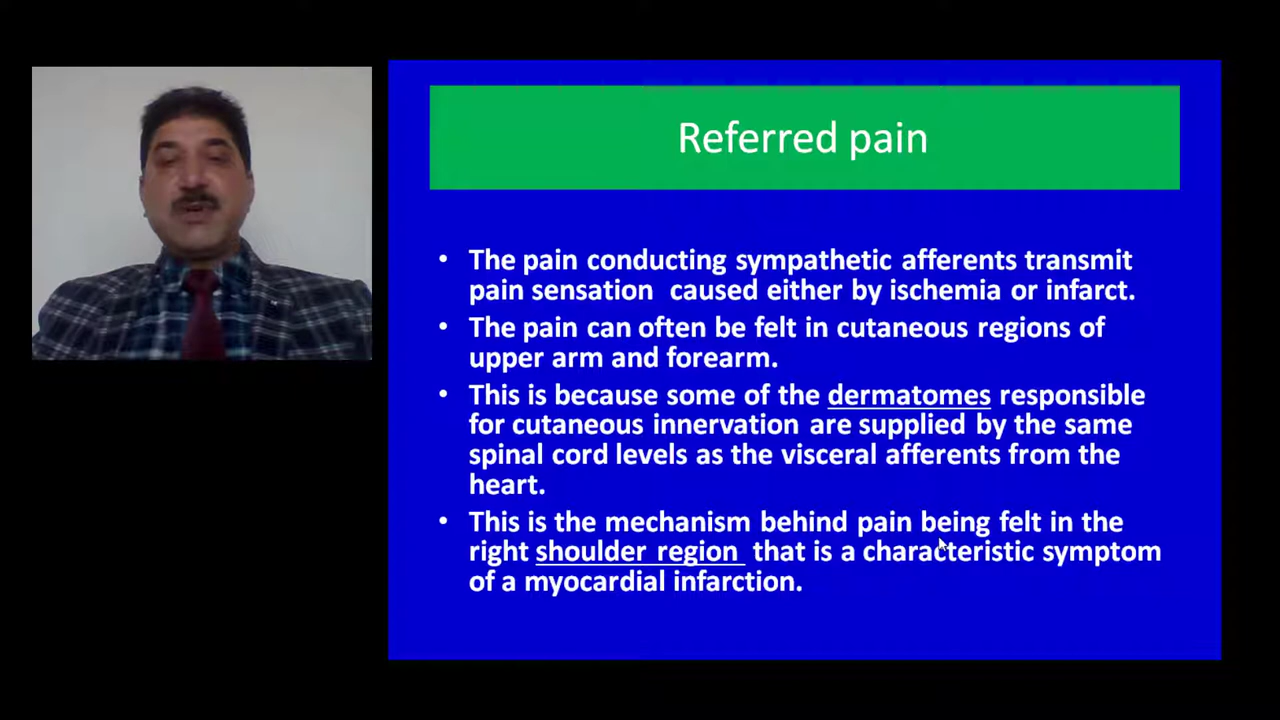 Referred pain
• The pain conducting sympathetic afferents transmit
pain sensation caused either by ischemia or infarct.
• The pain can often be felt in cutaneous regions of
upper arm and forearm.
• This is because some of the dermatomes responsible
for cutaneous innervation are supplied by the same
spinal cord levels as the visceral afferents from the
heart.
• This is the mechanism behind pain being felt in the
right shoulder region that is a characteristic symptom
of a myocardial infarction.